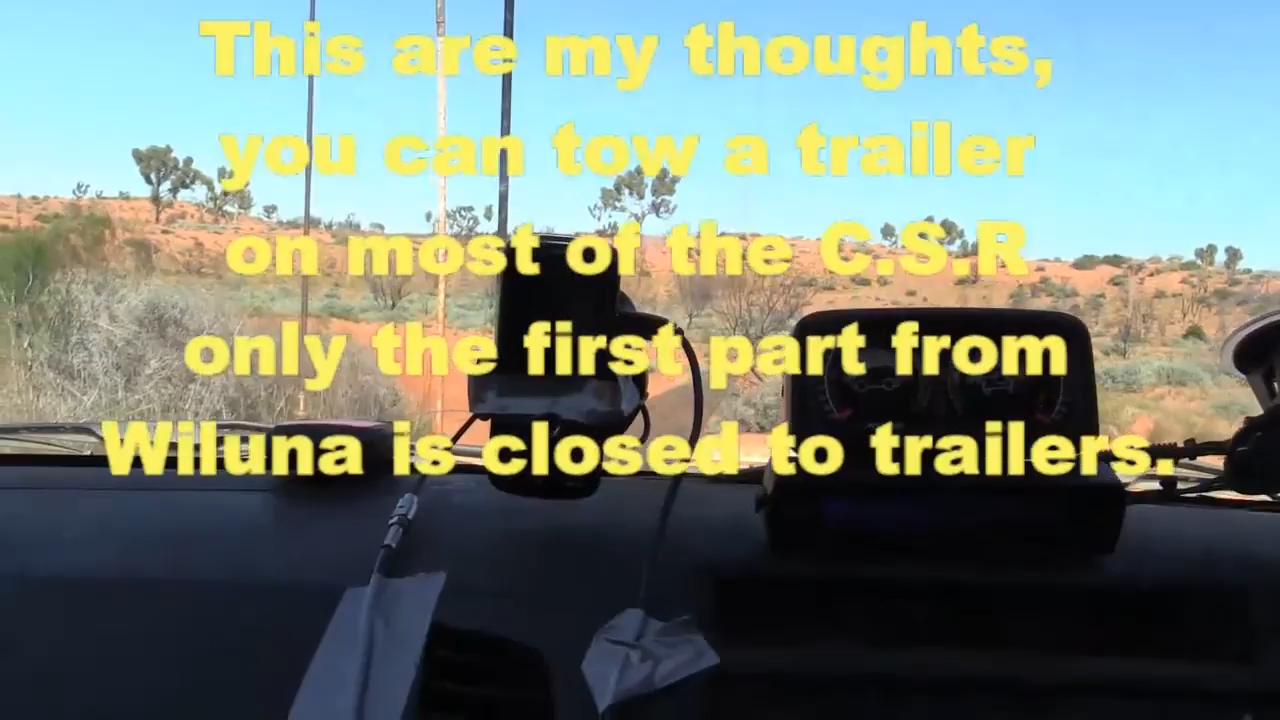 This are my thoughts,
you can tow a trailer
on most of the C.S.R
only the first part from
Wiluna is closed to trailers.